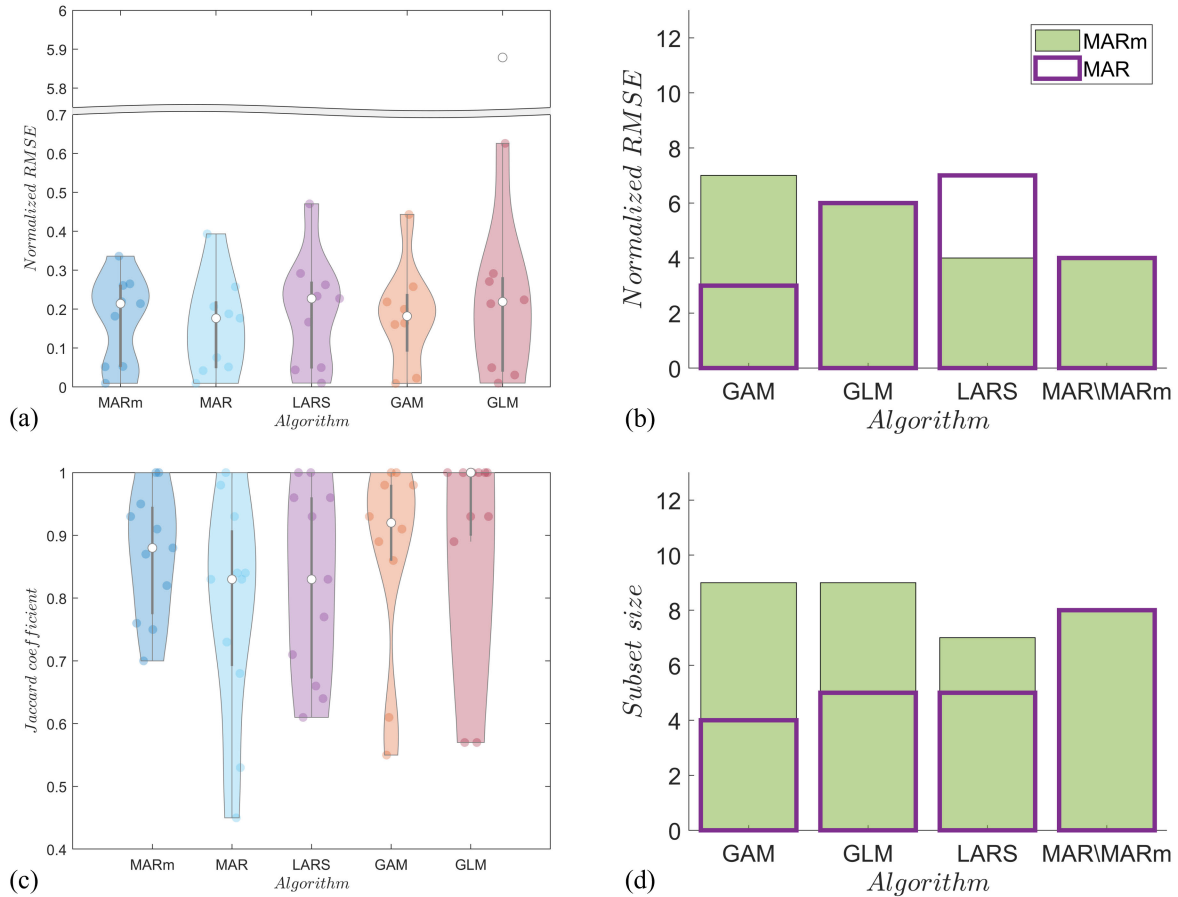 6
5.9
5.8
0.7
0.6
0.5
0.4
0.3
0.2
0.1
0
Normalized RMSE
MARm MAR LARS GAM GLM
Algorithm
(a)
12
10
8
6
4
2
0
Normalized RMSE
MARm
MAR
GAM GLM LARS MAR\MARm
Algorithm
(b)
1
0.9
0.8
0.7
0.6
0.5
0.4
Jaccard coefficient
MARm MAR LARS GAM GLM
Algorithm
(c)
12
10
8
6
4
2
0
Subset size
GAM GLM LARS MAR\MARm
Algorithm
(d)